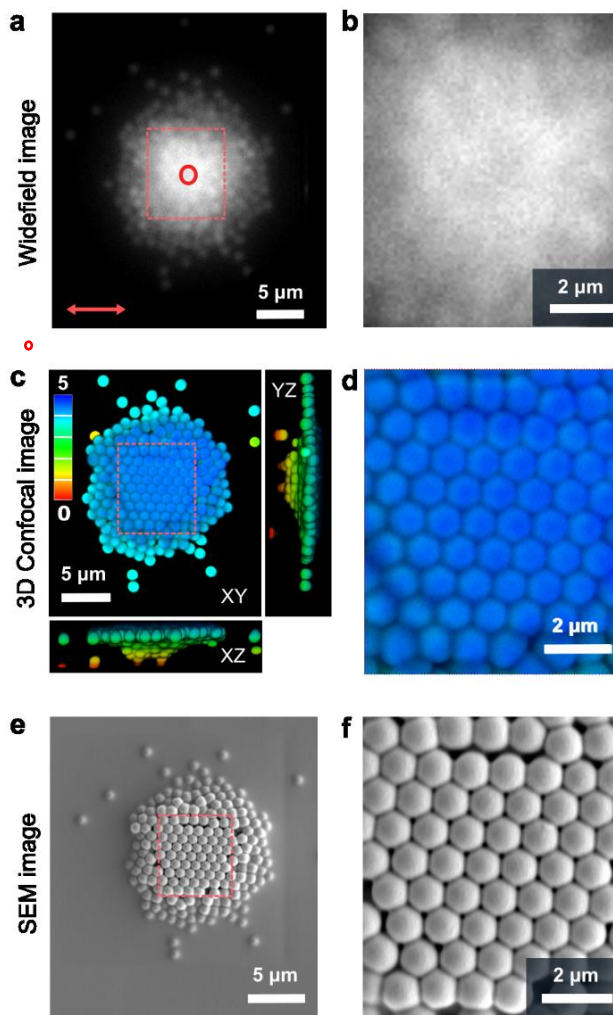 a
b
Widefield image
5 µm
2 µm
c
d
3D Confocal image
5
0
YZ
5 µm
XY
XZ
2 µm
e
f
SEM image
5 µm
2 µm